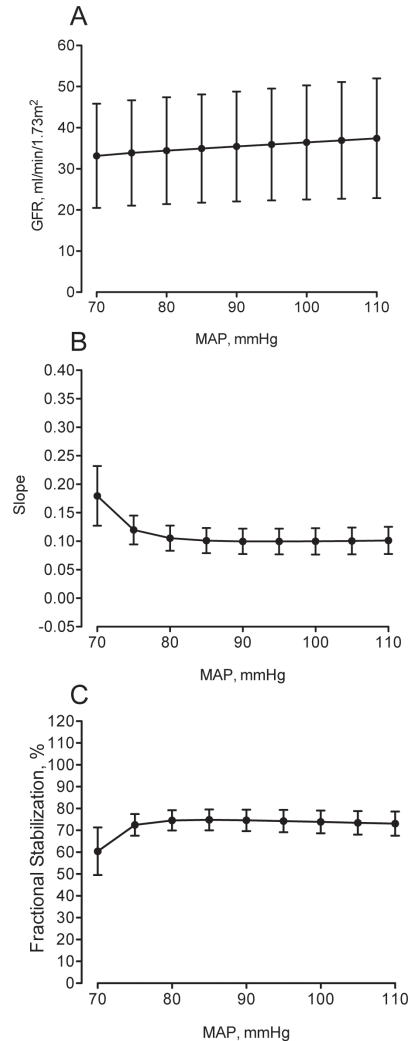 A
60
50
40
30
20
10
0
GFR, ml/min/1.73m²
70 80 90 100 110
MAP, mmHg
B
0.40
0.35
0.30
0.25
0.20
0.15
0.10
0.05
0.00
-0.05
Slope
70 80 90 100 110
MAP, mmHg
C
120
110
100
90
80
70
60
50
40
30
20
10
0
Fractional Stabilization, %
70 80 90 100 110
MAP, mmHg